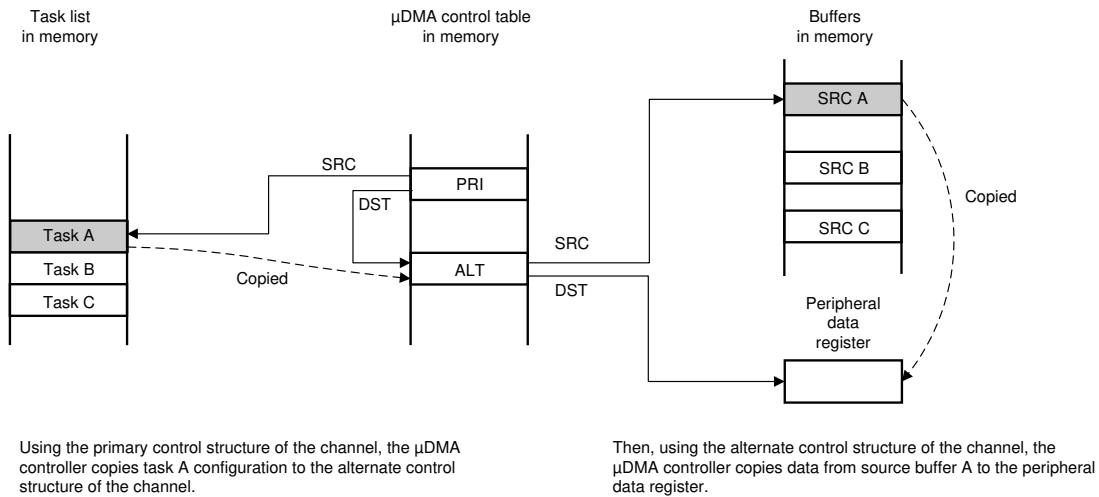 Task list
in memory
µDMA control table
in memory
Buffers
in memory
SRC A
SRC
PRI
SRC B
DST
Copied
SRC C
Task A
SRC
ALT
Task B
Copied
DST
Task C
Peripheral
data
register
Using the primary control structure of the channel, the µDMA
controller copies task A configuration to the alternate control
structure of the channel.
Then, using the alternate control structure of the channel, the
µDMA controller copies data from source buffer A to the peripheral
data register.